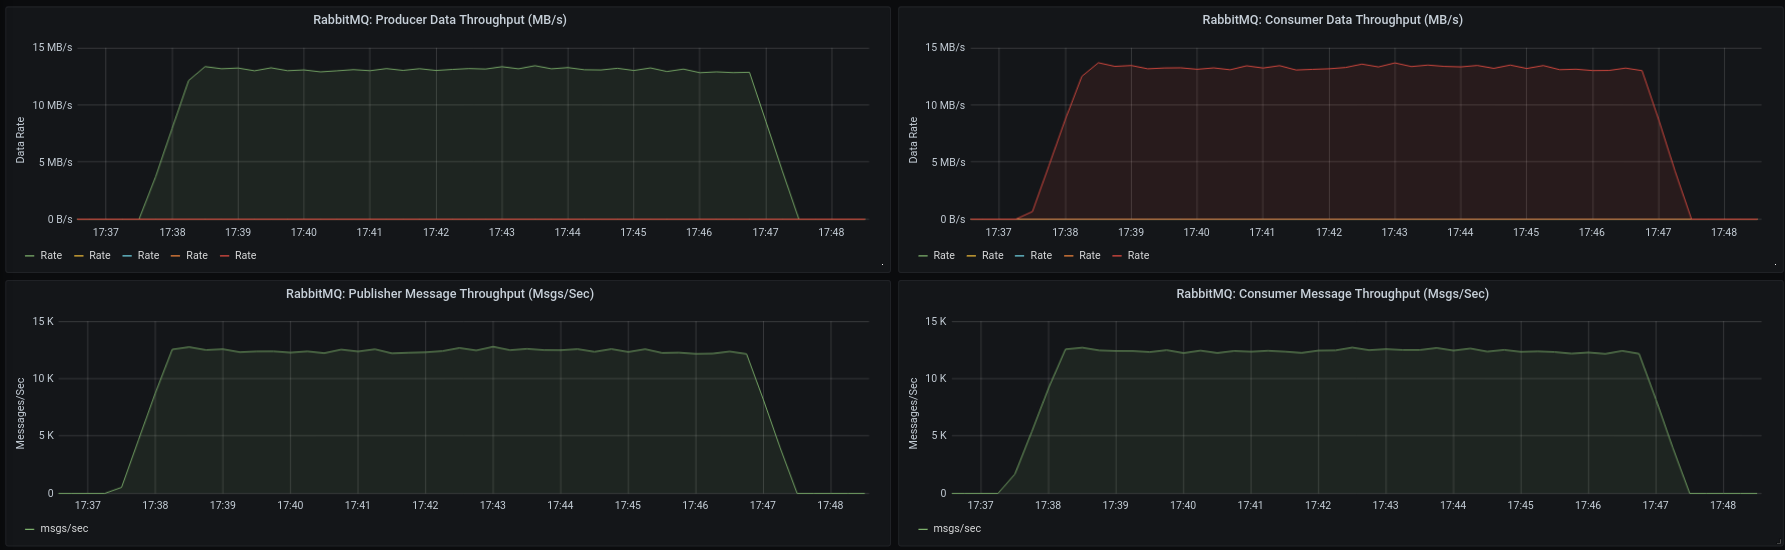 RabbitMQ: Producer Data Throughput (MB/s)
Data Rate
15 MB/s
10 MB/s
5 MB/s
0 B/s
17:37 17:38 17:39 17:40 17:41 17:42 17:43 17:44 17:45 17:46 17:47 17:48
Rate Rate Rate Rate Rate
RabbitMQ: Consumer Data Throughput (MB/s)
Data Rate
15 MB/s
10 MB/s
5 MB/s
0 B/s
17:37 17:38 17:39 17:40 17:41 17:42 17:43 17:44 17:45 17:46 17:47 17:48
Rate Rate Rate Rate Rate
RabbitMQ: Publisher Message Throughput (Msgs/Sec)
Messages/Sec
15 K
10 K
5 K
0
17:37 17:38 17:39 17:40 17:41 17:42 17:43 17:44 17:45 17:46 17:47 17:48
msgs/sec
RabbitMQ: Consumer Message Throughput (Msgs/Sec)
Messages/Sec
15 K
10 K
5 K
0
17:37 17:38 17:39 17:40 17:41 17:42 17:43 17:44 17:45 17:46 17:47 17:48
msgs/sec